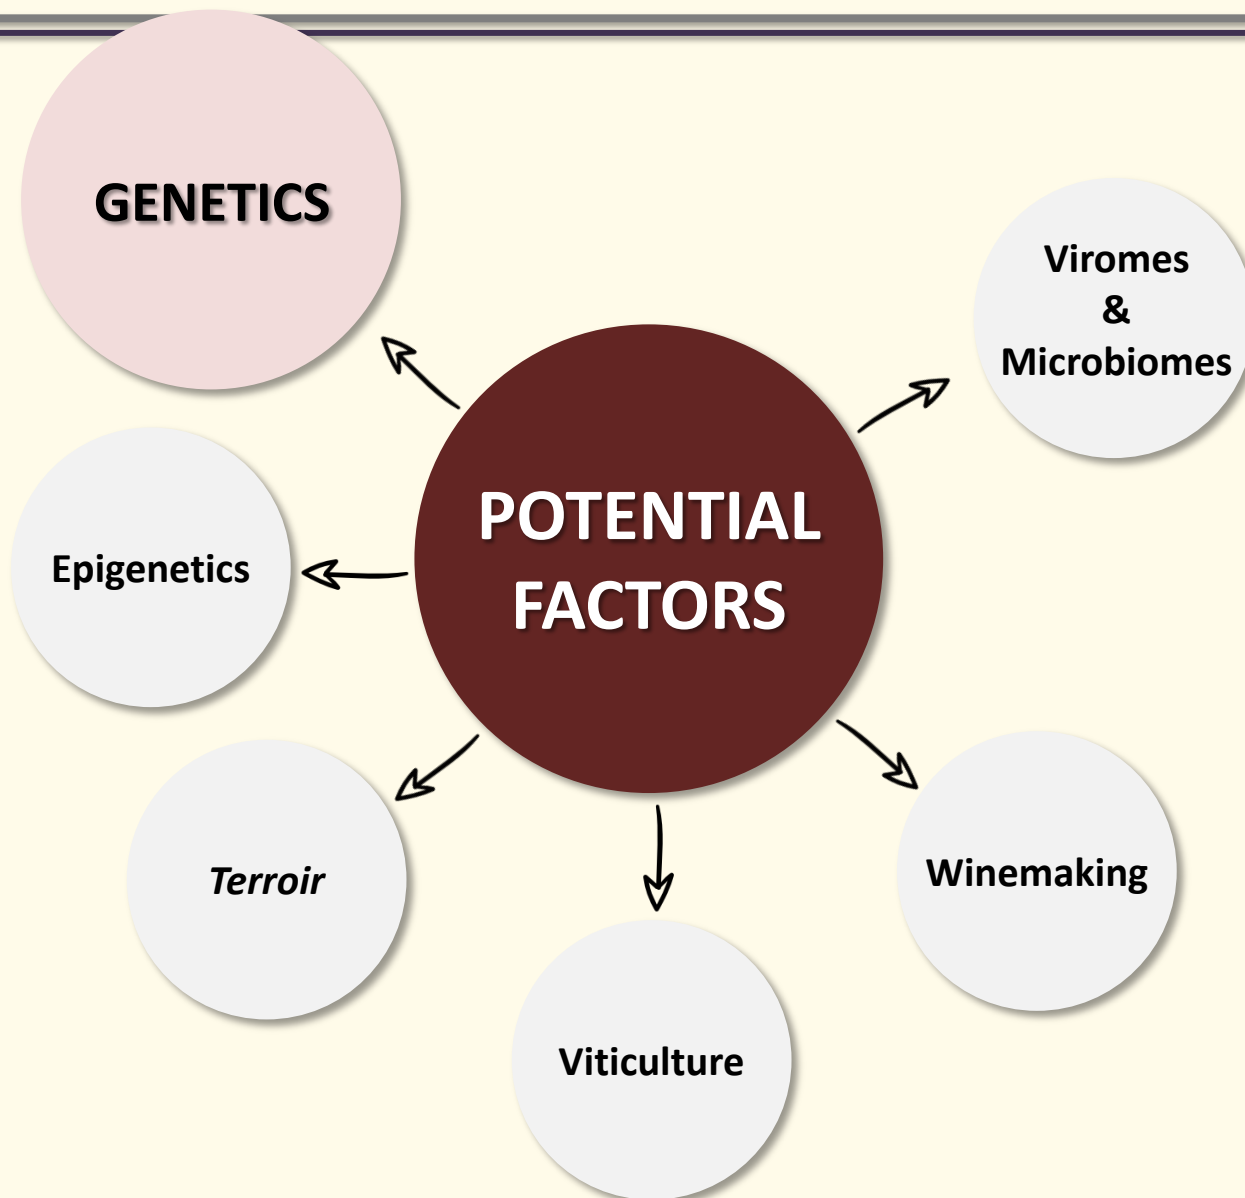 GENETICS
Viromes
&
Microbiomes
POTENTIAL
FACTORS
Epigenetics
Terroir
Winemaking
Viticulture